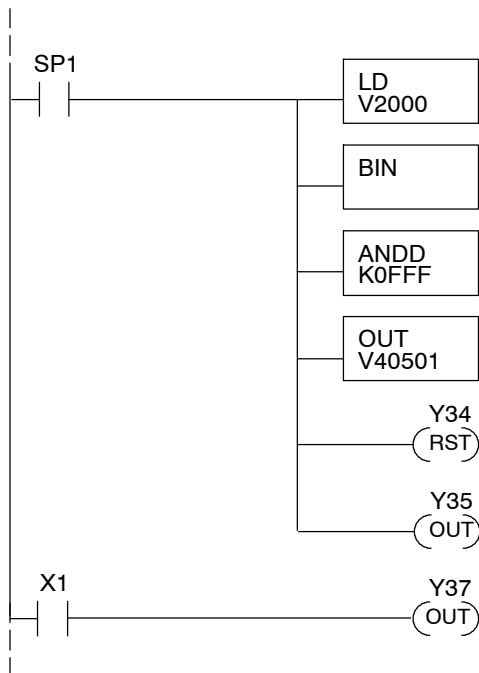 SP1
LD
V2000
BIN
ANDD
K0FFF
OUT
V40501
Y34
RST
Y35
OUT
X1
Y37
OUT